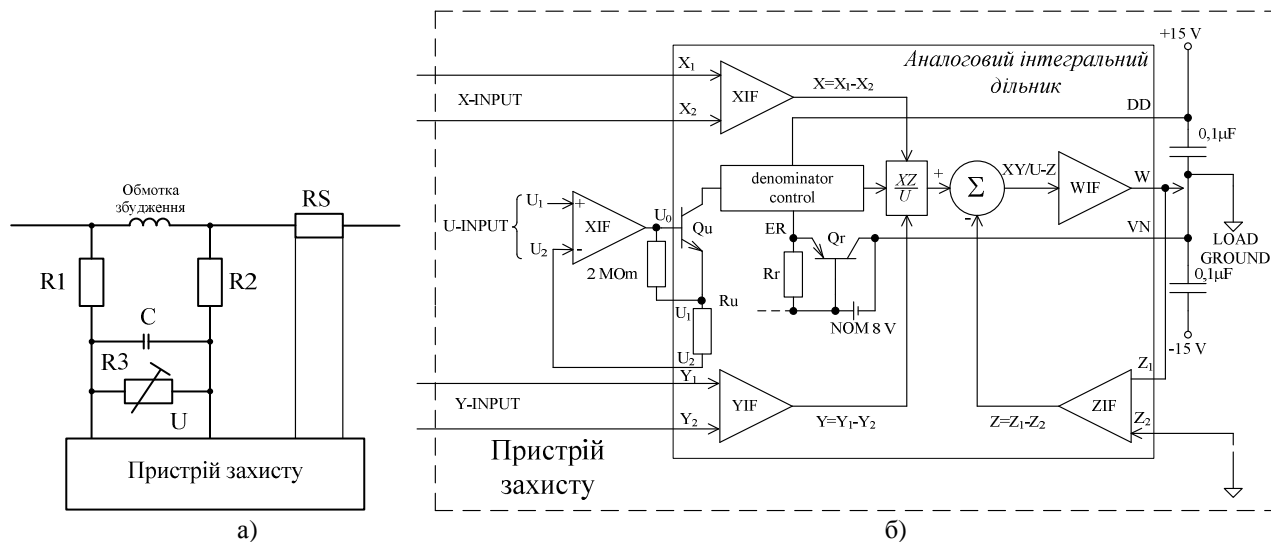 Обмотка
збудження
RS
R1
R2
C
R3
U
Пристрій захисту
а)
+15 V
Аналоговий інтегральний
дільник
X₁
X-INPUT
X₂
XIF
X=X₁-X₂
DD
0,1µF
denominator
control
XZ
U
+
Σ
-
XY/U-Z
WIF
W
U-INPUT
U₁
+
U₂
-
XIF
U₀
Qu
2 MOm
ER
Qr
VN
LOAD
GROUND
Rr
U₁
Ru
U₂
NOM 8 V
0,1µF
-15 V
Z₁
Y₁
Y-INPUT
Y₂
YIF
Y=Y₁-Y₂
Z=Z₁-Z₂
ZIF
Z₂
Пристрій
захисту
б)